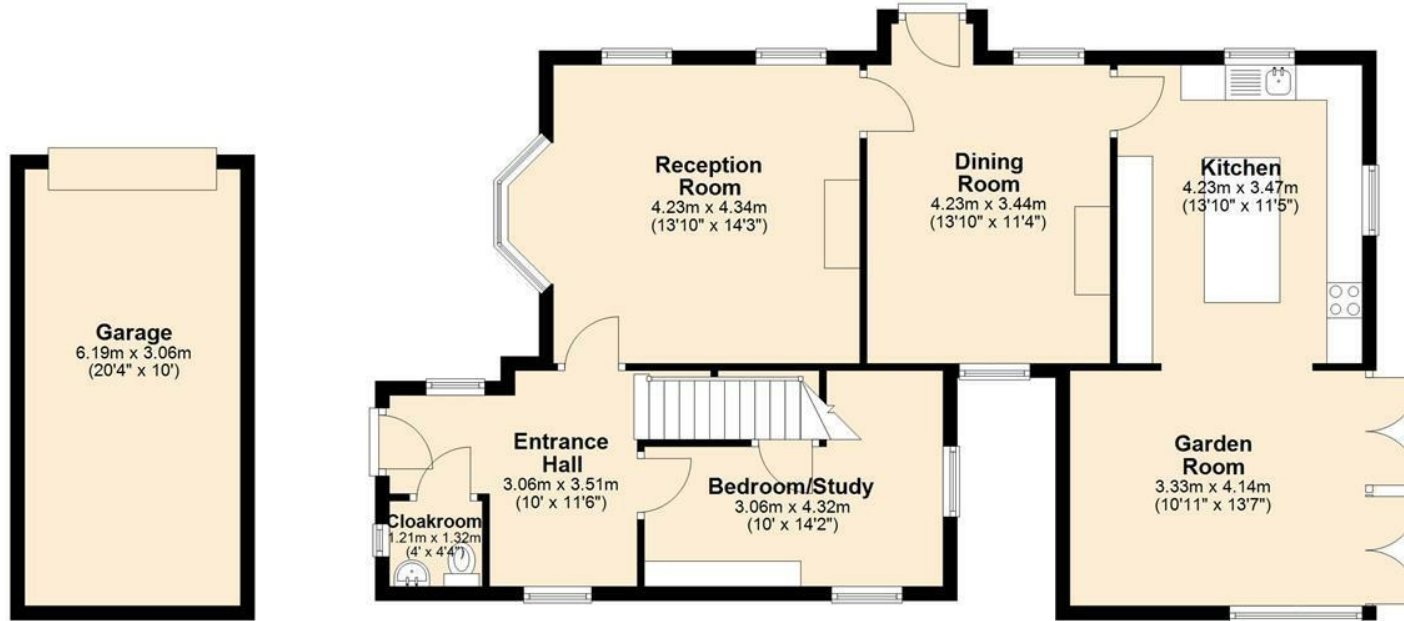 Garage
6.19m x 3.06m
(20'4" x 10')
Reception
Room
4.23m x 4.34m
(13'10" x 14'3")
Dining
Room
4.23m x 3.44m
(13'10" x 11'4")
Kitchen
4.23m x 3.47m
(13'10" x 11'5")
Entrance
Hall
3.06m x 3.51m
(10' x 11'6")
Cloakroom
1.21m x 1.32m
(4' x 4'4")
Bedroom/Study
3.06m x 4.32m
(10' x 14'2")
Garden
Room
3.33m x 4.14m
(10'11" x 13'7")